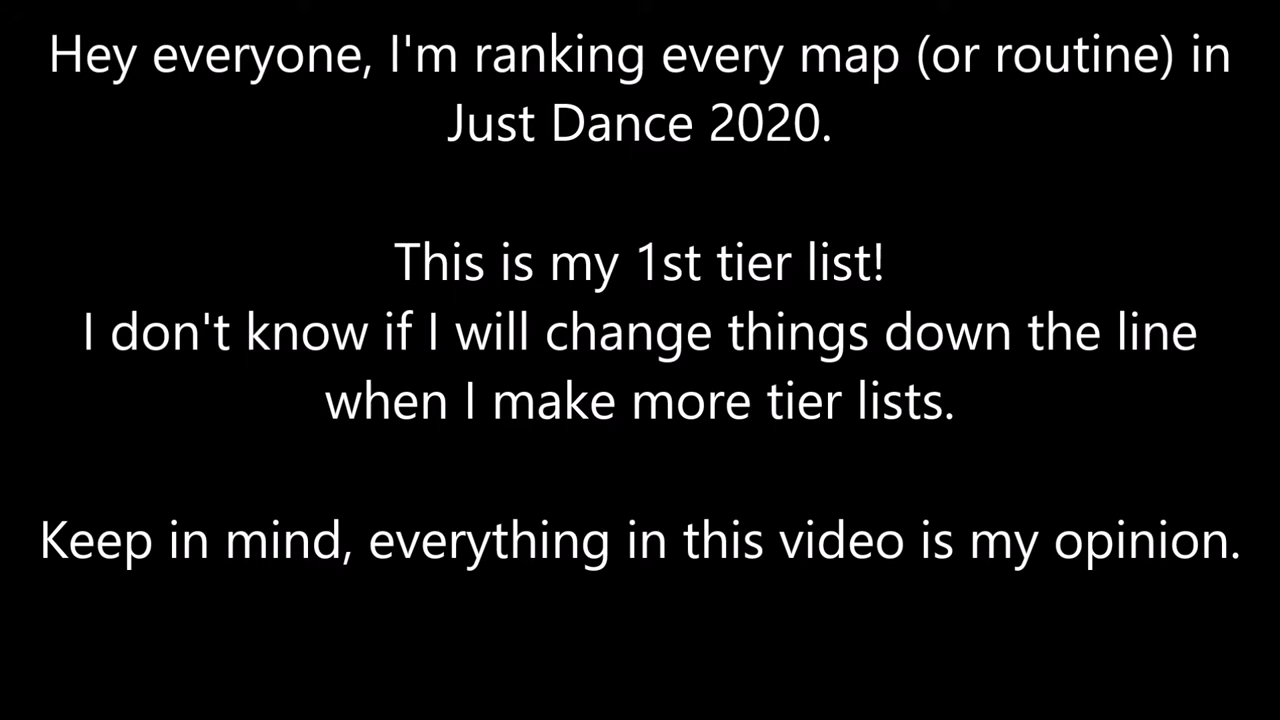 Hey everyone, I'm ranking every map (or routine) in
Just Dance 2020.
This is my 1st tier list!
I don't know if I will change things down the line
when I make more tier lists.
Keep in mind, everything in this video is my opinion.